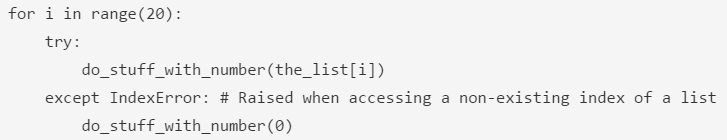 for i in range(20):
    try:
        do_stuff_with_number(the_list[i])
    except IndexError: # Raised when accessing a non-existing index of a list
        do_stuff_with_number(0)